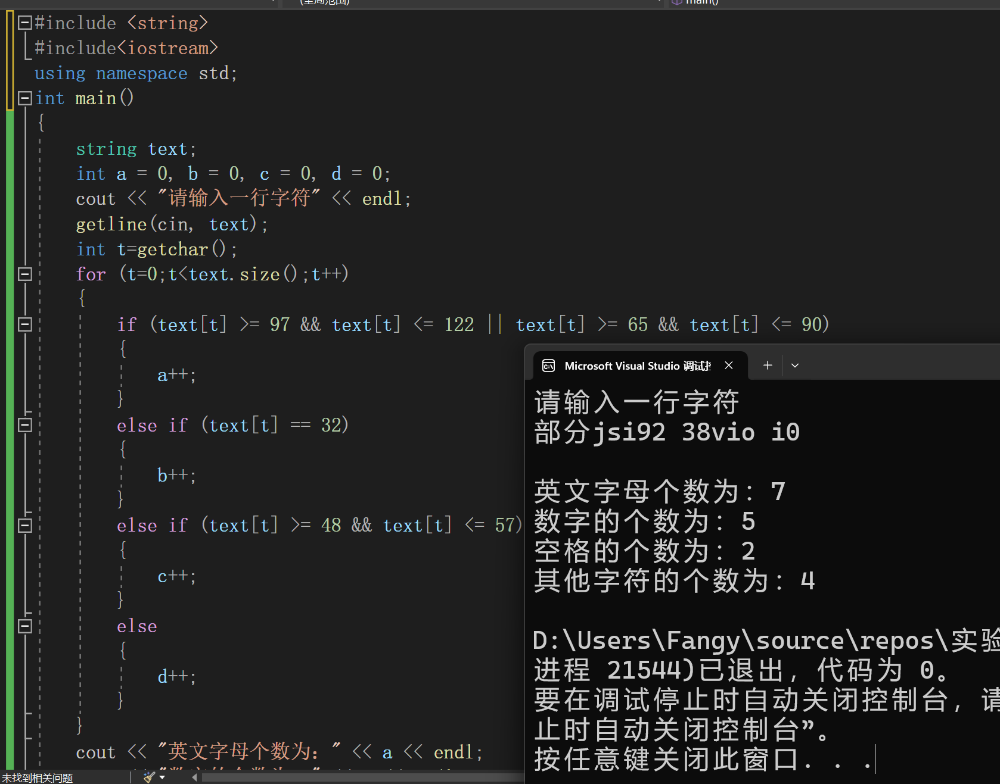 (全局范围)
main()
#include <string>
#include<iostream>
using namespace std;
int main()
{
string text;
int a = 0, b = 0, c = 0, d = 0;
cout << "请输入一行字符" << endl;
getline(cin, text);
int t=getchar();
for (t=0;t<text.size();t++)
{
if (text[t] >= 97 && text[t] <= 122 || text[t] >= 65 && text[t] <= 90)
{
a++;
}
else if (text[t] == 32)
{
b++;
}
else if (text[t] >= 48 && text[t] <= 57)
{
c++;
}
else
{
d++;
}
}
cout << "英文字母个数为：" << a << endl;
未找到相关问题
Microsoft Visual Studio 调试
请输入一行字符
部分jsi92 38vio i0
英文字母个数为：7
数字的个数为：5
空格的个数为：2
其他字符的个数为：4
D:\Users\Fangy\source\repos\实验
进程 21544)已退出，代码为 0。
要在调试停止时自动关闭控制台，请
止时自动关闭控制台”。
按任意键关闭此窗口. . .